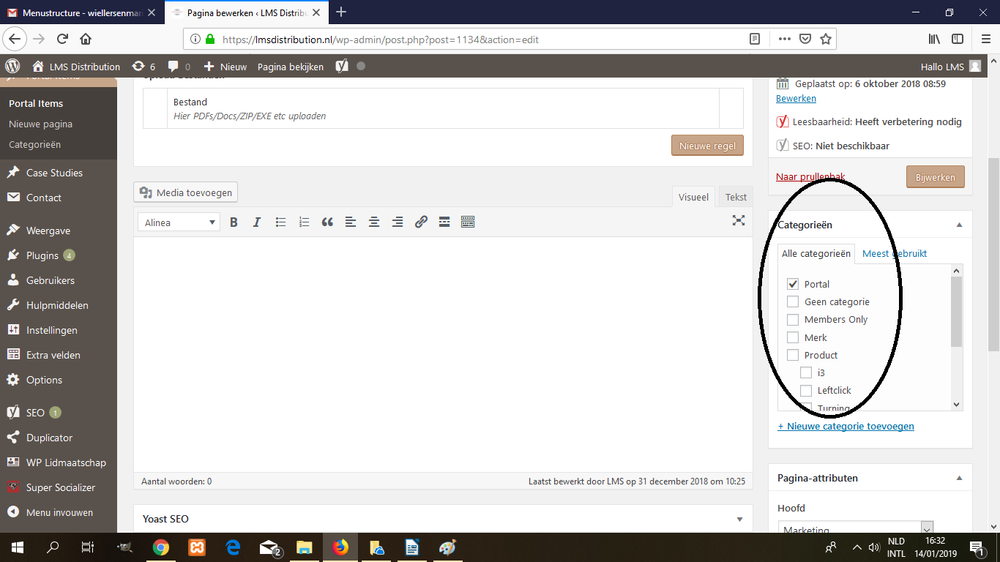 Menustructure - wiellersenmar
Pagina bewerken ‹ LMS Distribu
https://lmsdistribution.nl/wp-admin/post.php?post=1134&action=edit
LMS Distribution
6
0
Nieuw
Pagina bekijken
Hallo LMS
Portal Items
Portal Items
Nieuwe pagina
Categorieën
Case Studies
Contact
Weergave
Plugins 4
Gebruikers
Hulpmiddelen
Instellingen
Extra velden
Options
SEO 1
Duplicator
WP Lidmaatschap
Super Socializer
Menu invouwen
Bestand
Hier PDFs/Docs/ZIP/EXE etc uploaden
Nieuwe regel
Media toevoegen
Visueel
Tekst
Alinea
B I
Aantal woorden: 0
Laatst bewerkt door LMS op 31 december 2018 om 10:25
Yoast SEO
Geplaatst op: 6 oktober 2018 08:59
Bewerken
Leesbaarheid: Heeft verbetering nodig
SEO: Niet beschikbaar
Naar prullenbak
Bijwerken
Categorieën
Alle categorieën
Meest gebruikt
Portal
Geen categorie
Members Only
Merk
Product
i3
Leftclick
Turning
+ Nieuwe categorie toevoegen
Pagina-attributen
Hoofd
Marketing
2
NLD
INTL
16:32
14/01/2019
1